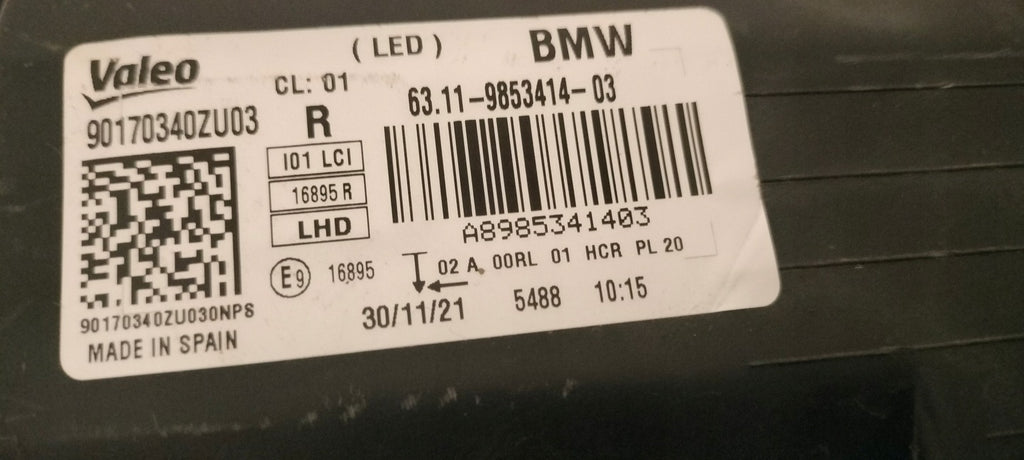 Valeo
( LED )
BMW
CL: 01
63.11-9853414-03
90170340ZU03
R
I01 LCI
16895 R
LHD
A8985341403
E9
16895
02 A 00RL 01 HCR PL 20
30/11/21
5488
10:15
90170340ZU030NPS
MADE IN SPAIN